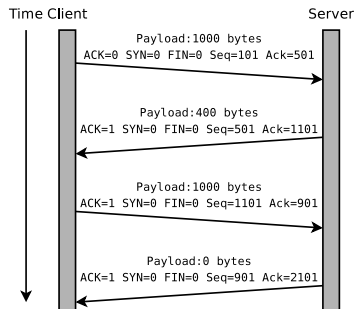 Time Client Server
Payload:1000 bytes
ACK=0 SYN=0 FIN=0 Seq=101 Ack=501
Payload:400 bytes
ACK=1 SYN=0 FIN=0 Seq=501 Ack=1101
Payload:1000 bytes
ACK=1 SYN=0 FIN=0 Seq=1101 Ack=901
Payload:0 bytes
ACK=1 SYN=0 FIN=0 Seq=901 Ack=2101